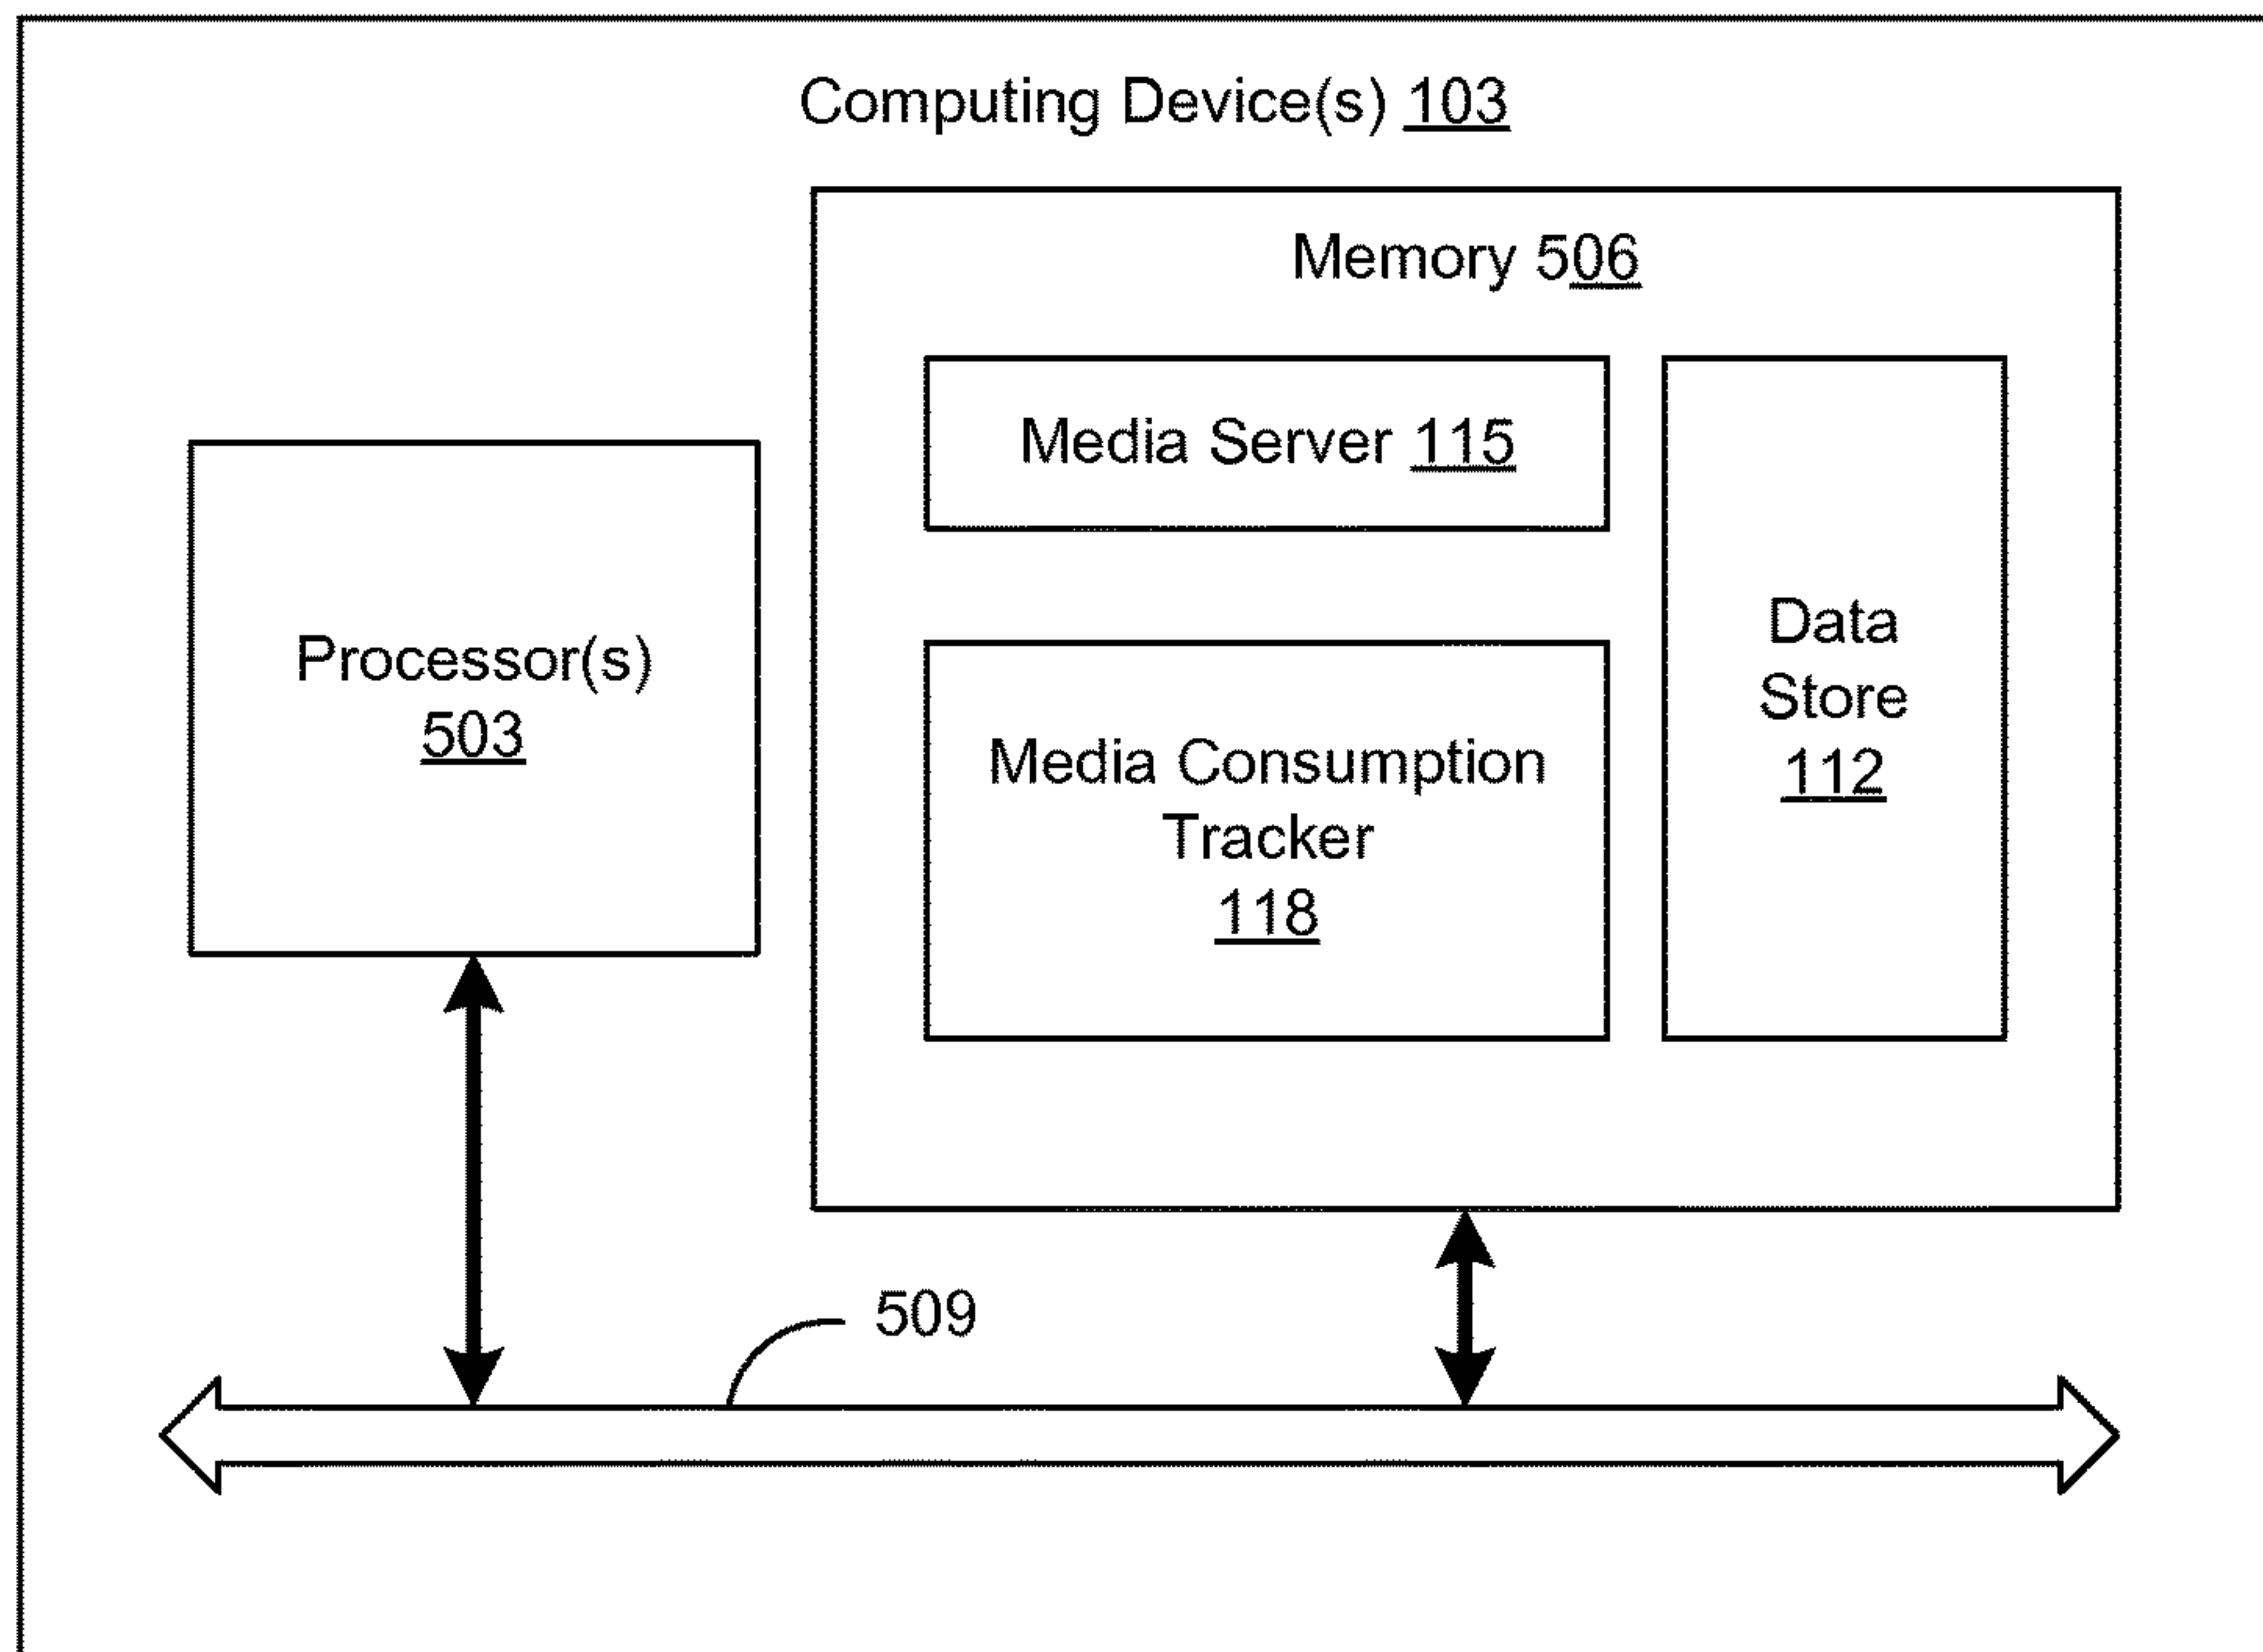 Computing Device(s) 103
Memory 506
Media Server 115
Processor(s)
503
Media Consumption
Tracker
118
Data
Store
112
509